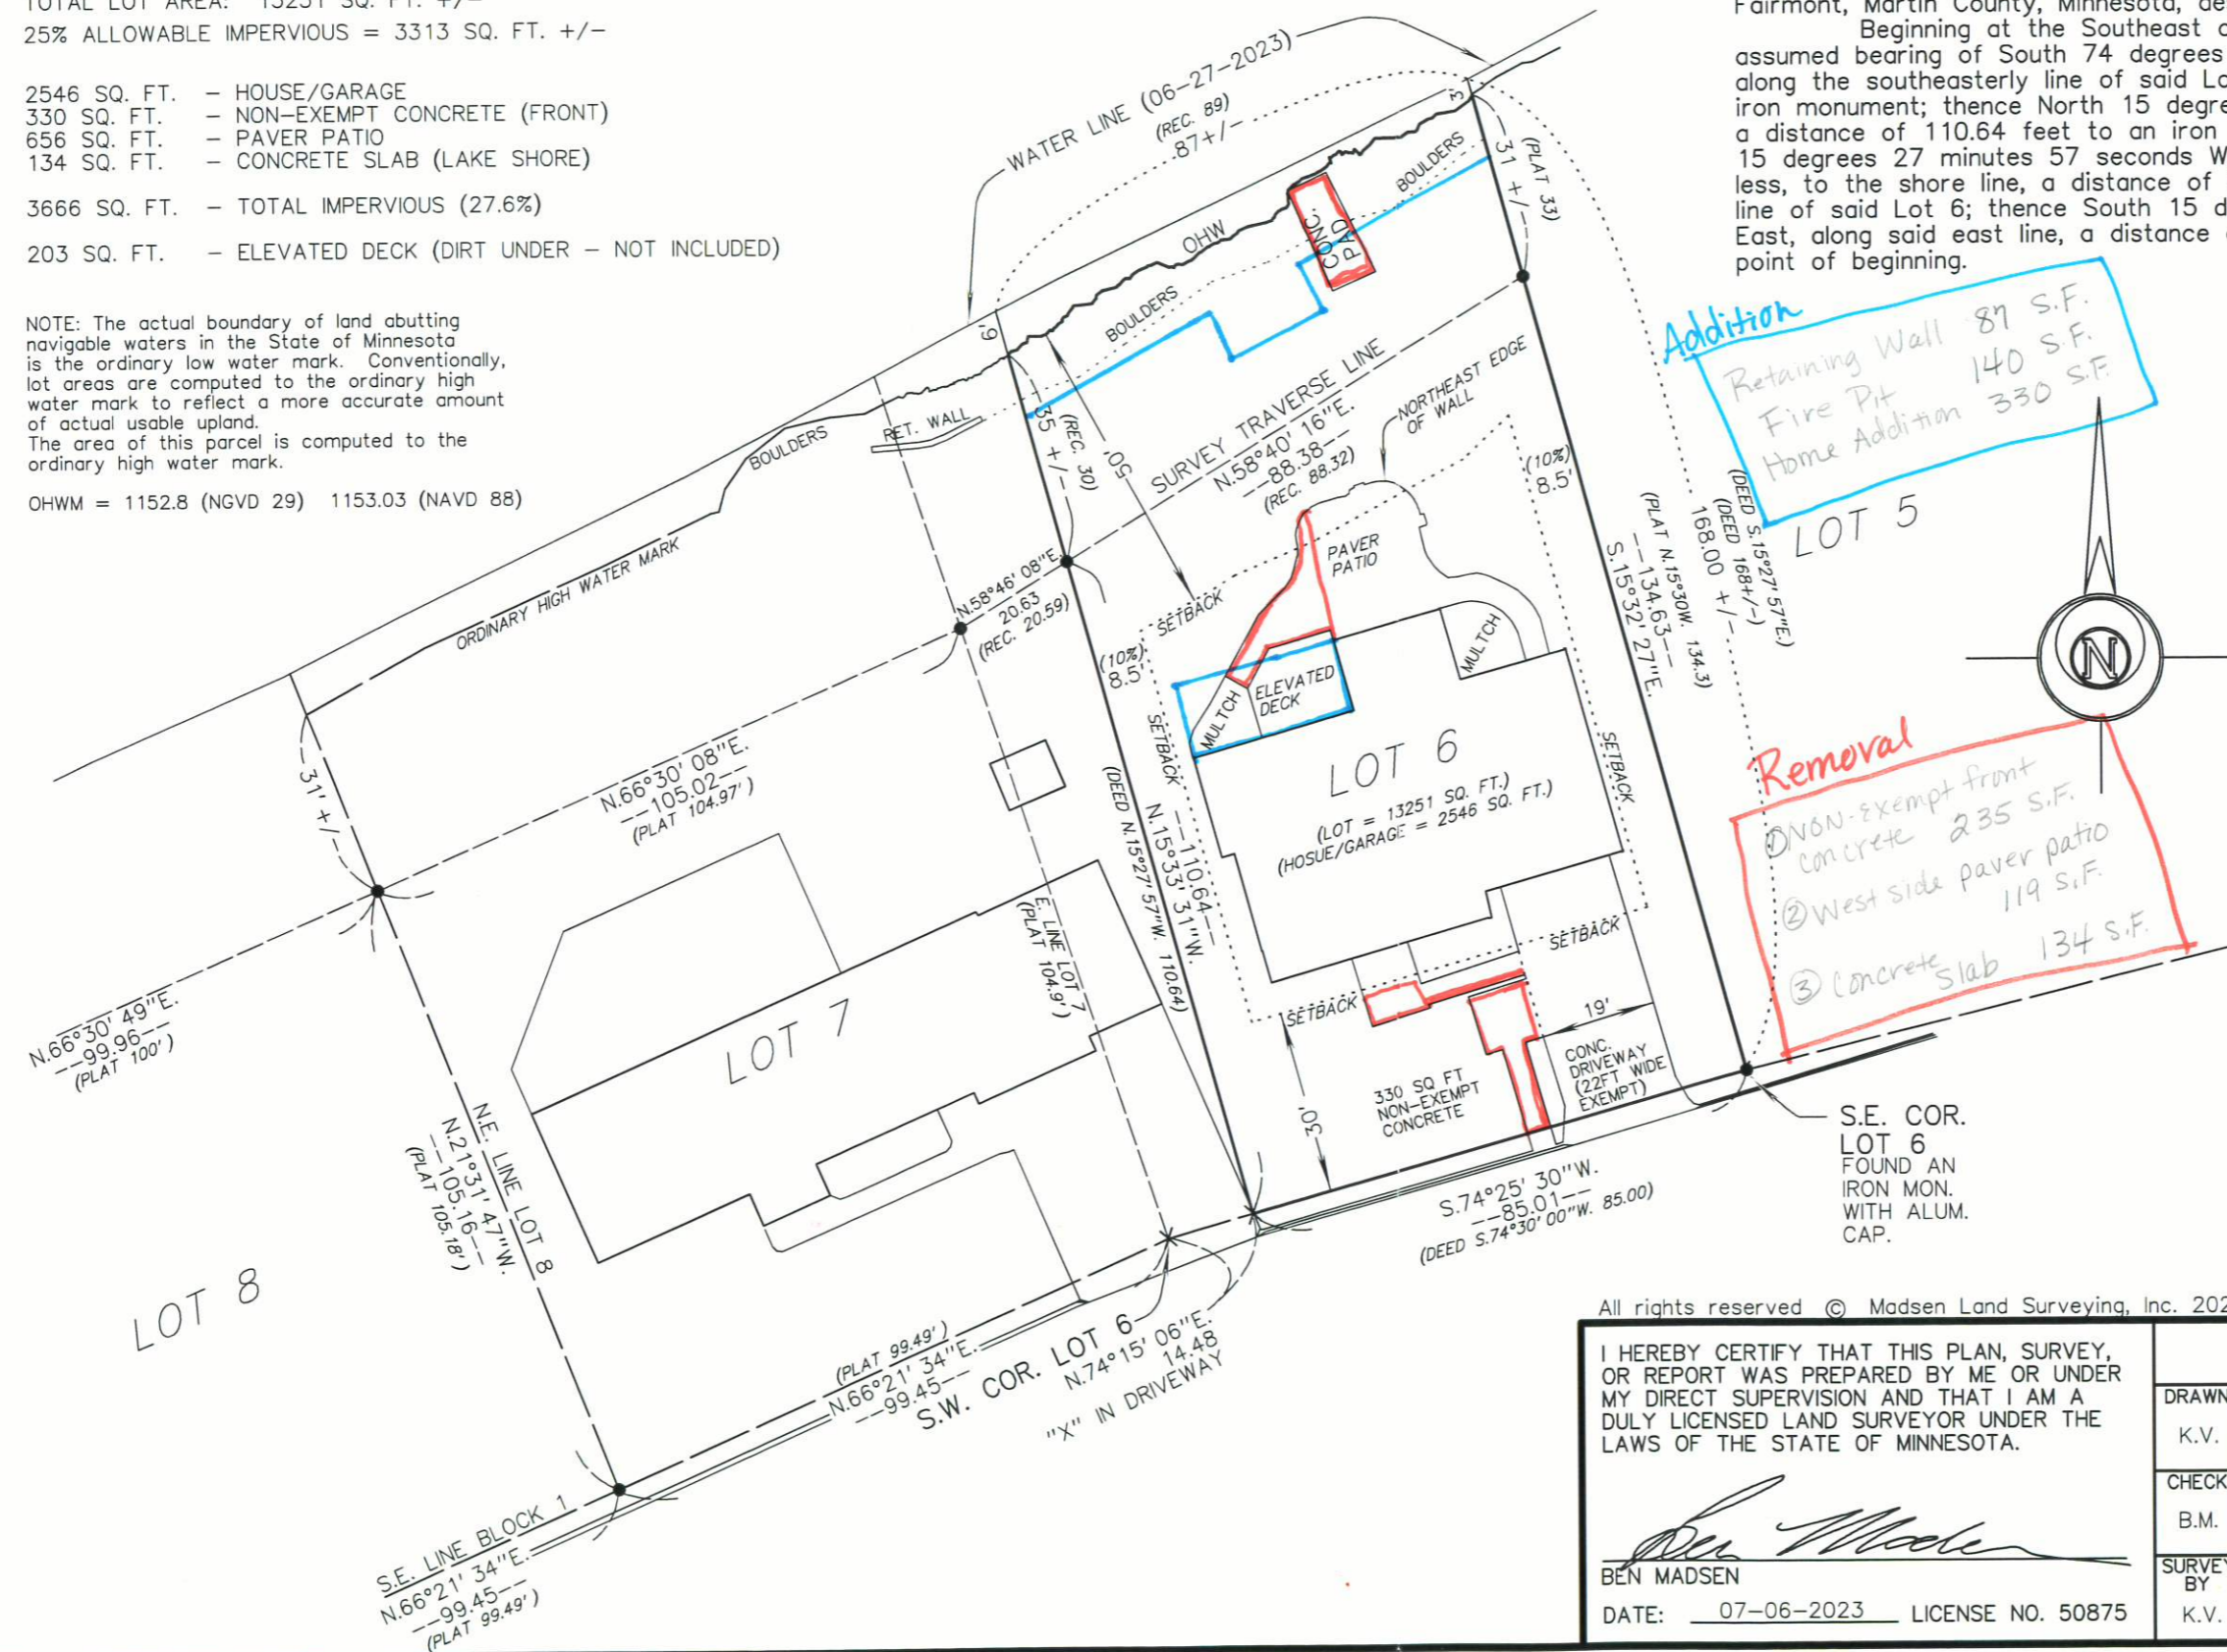 TOTAL LOT AREA: 13251 SQ. FT. +/-
25% ALLOWABLE IMPERVIOUS = 3313 SQ. FT. +/-
2546 SQ. FT. - HOUSE/GARAGE
330 SQ. FT. - NON-EXEMPT CONCRETE (FRONT)
656 SQ. FT. - PAVER PATIO
134 SQ. FT. - CONCRETE SLAB (LAKE SHORE)
3666 SQ. FT. - TOTAL IMPERVIOUS (27.6%)
203 SQ. FT. - ELEVATED DECK (DIRT UNDER - NOT INCLUDED)
NOTE: The actual boundary of land abutting
navigable waters in the State of Minnesota
is the ordinary low water mark. Conventionally,
lot areas are computed to the ordinary high
water mark to reflect a more accurate amount
of actual usable upland.
The area of this parcel is computed to the
ordinary high water mark.
OHWM = 1152.8 (NGVD 29) 1153.03 (NAVD 88)
Fairmont, Martin County, Minnesota,
Beginning at the Southeast
assumed bearing of South 74 degrees
along the southeasterly line of said
iron monument; thence North 15
a distance of 110.64 feet to an iron
15 degrees 27 minutes 57 seconds
less, to the shore line, a distance of
line of said Lot 6; thence South 15
East, along said east line, a distance
point of beginning.
Addition
Retaining Wall 87 S.F.
Fire Pit 140 S.F.
Home Addition 330 S.F.
LOT 5
N
Removal
① NON-Exempt front
concrete 235 S.F.
② West side paver patio
119 S.F.
③ Concrete Slab 134 S.F.
WATER LINE (06-27-2023)
(REC. 89)
87+/-
3'
31 +/-
(PLAT 33)
BOULDERS
CONC.
PAD
OHW
BOULDERS
9'
35 +/-
(REC. 30)
50'
RET. WALL
BOULDERS
ORDINARY HIGH WATER MARK
SURVEY TRAVERSE LINE
N.58°40' 16"E.
--88.38--
(REC. 88.32)
NORTHEAST EDGE
OF WALL
(10%)
8.5'
(DEED S.15°27' 57"E.)
(DEED 168+/-)
168.00 +/-
(PLAT N.15°30W. 134.3)
--134.63--
S.15°32' 27"E.
N.58°46' 08"E.
20.63
(REC. 20.59)
(10%)
8.5'
SETBACK
PAVER
PATIO
MULTCH
MULTCH
ELEVATED
DECK
SETBACK
SETBACK
LOT 6
(LOT = 13251 SQ. FT.)
(HOSUE/GARAGE = 2546 SQ. FT.)
--110.64--
N.15°33' 31"W.
(DEED N.15°27' 57"W. 110.64)
E. LINE LOT 7
(PLAT 104.9')
SETBACK
SETBACK
19'
30'
330 SQ FT
NON-EXEMPT
CONCRETE
CONC.
DRIVEWAY
(22FT WIDE
EXEMPT)
S.74°25' 30"W.
--85.01--
(DEED S.74°30' 00"W. 85.00)
S.E. COR.
LOT 6
FOUND AN
IRON MON.
WITH ALUM.
CAP.
31' +/-
N.66°30' 08"E.
--105.02--
(PLAT 104.97')
N.66°30' 49"E.
--99.96--
(PLAT 100')
LOT 7
N.E. LINE LOT 8
N.21°31' 47"W.
--105.16--
(PLAT 105.18')
LOT 8
(PLAT 99.49')
N.66°21' 34"E.
--99.45--
S.W. COR. LOT 6
N.74°15' 06"E.
14.48
"X" IN DRIVEWAY
S.E. LINE BLOCK 1
N.66°21' 34"E.
--99.45--
(PLAT 99.49')
All rights reserved © Madsen Land Surveying, Inc.
I HEREBY CERTIFY THAT THIS PLAN, SURVEY,
OR REPORT WAS PREPARED BY ME OR UNDER
MY DIRECT SUPERVISION AND THAT I AM A
DULY LICENSED LAND SURVEYOR UNDER THE
LAWS OF THE STATE OF MINNESOTA.
Ben Madsen
BEN MADSEN
DATE: 07-06-2023 LICENSE NO. 50875
DRAWN
K.V.
CHECK
B.M.
SURVEY
BY
K.V.